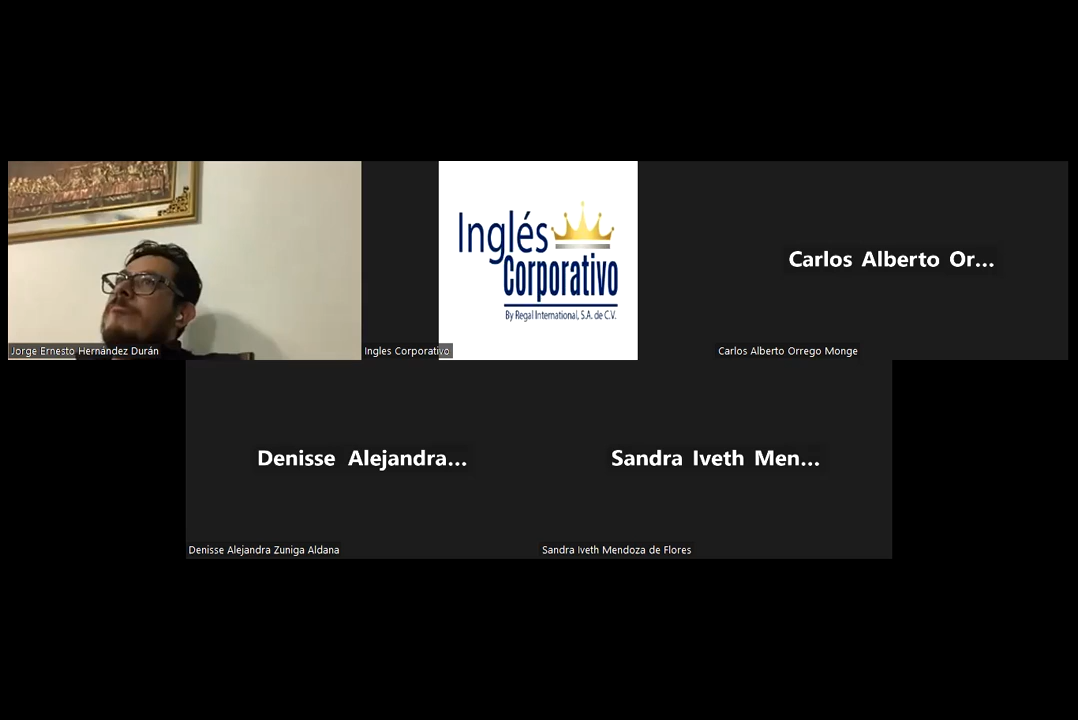 Inglés
Corporativo
By Regal International, S.A. de C.V.
Carlos Alberto Or...
Jorge Ernesto Hernández Durán
Ingles Corporativo
Carlos Alberto Orrego Monge
Denisse Alejandra...
Sandra Iveth Men...
Denisse Alejandra Zuniga Aldana
Sandra Iveth Mendoza de Flores